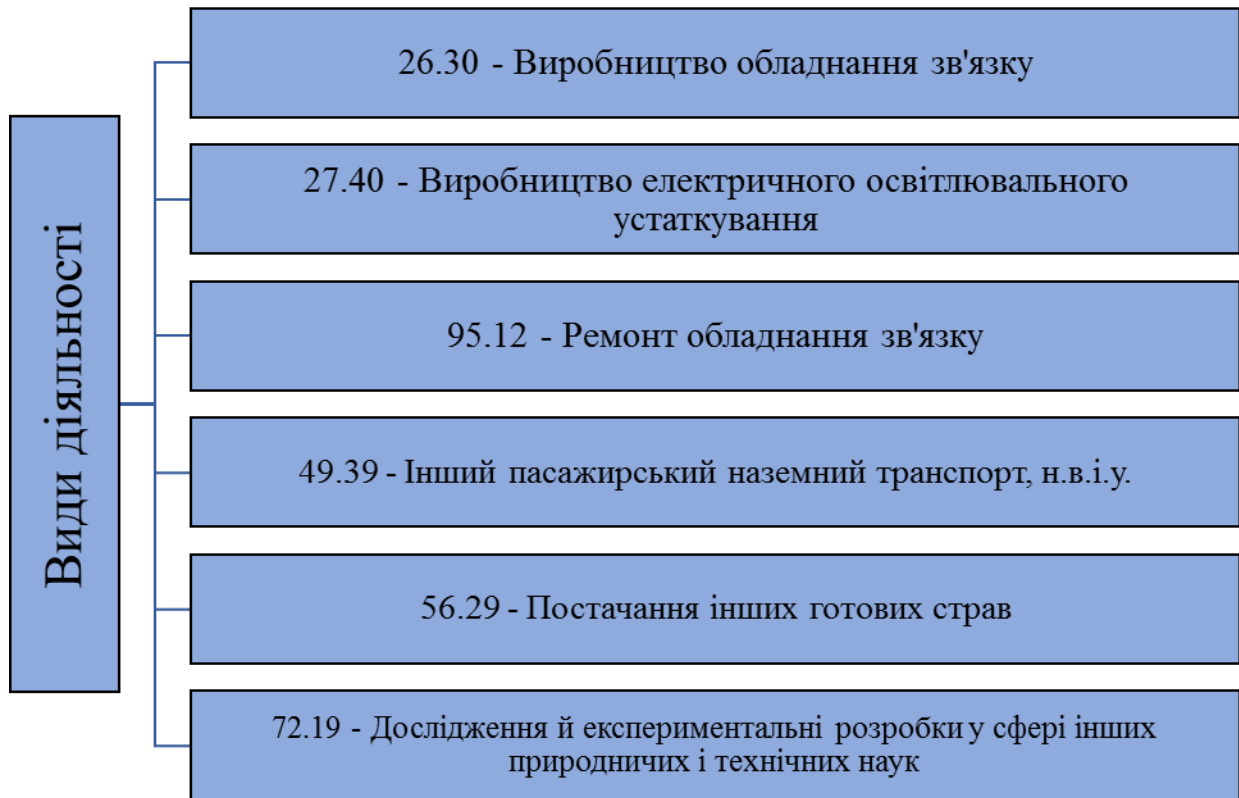 Види діяльності
26.30 - Виробництво обладнання зв'язку
27.40 - Виробництво електричного освітлювального
устаткування
95.12 - Ремонт обладнання зв'язку
49.39 - Інший пасажирський наземний транспорт, н.в.і.у.
56.29 - Постачання інших готових страв
72.19 - Дослідження й експериментальні розробки у сфері інших
природничих і технічних наук